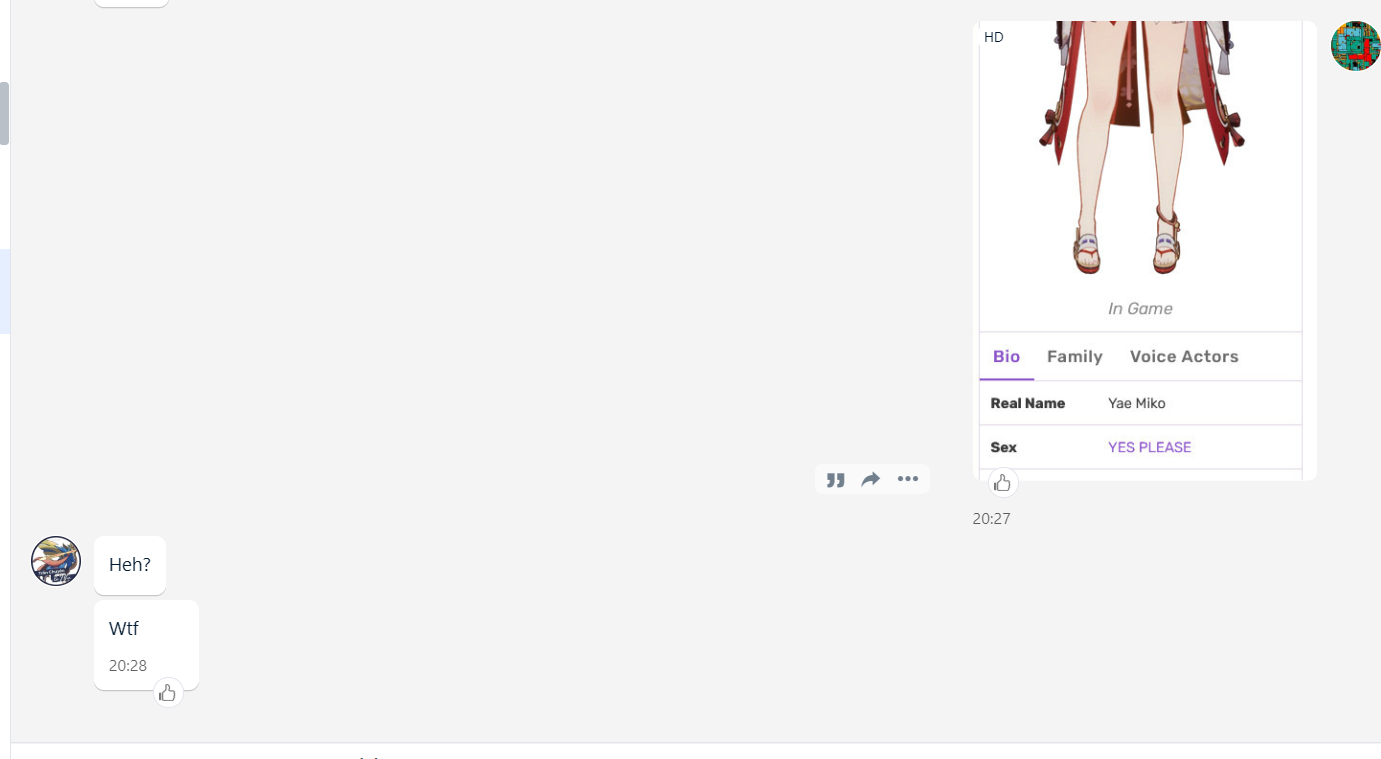 HD
In Game
Bio Family Voice Actors
Real Name Yae Miko
Sex YES PLEASE
20:27
Heh?
Wtf
20:28